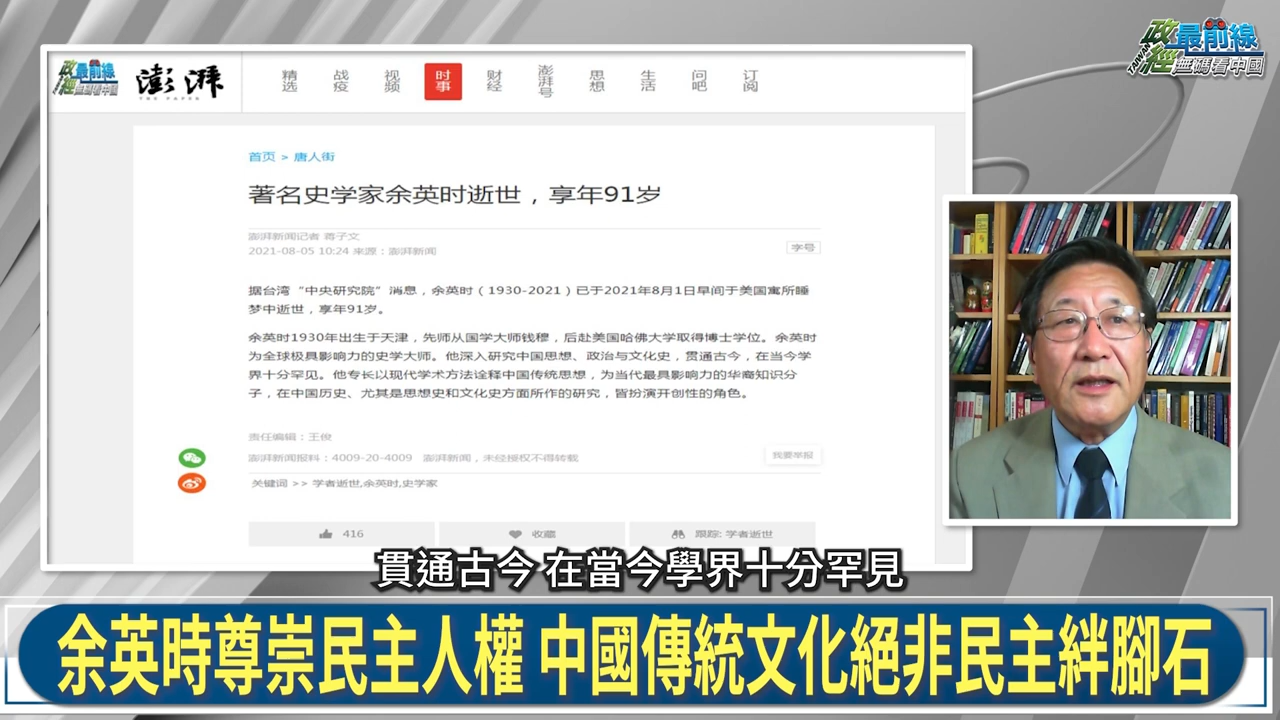 政經最前線
無碼看中國
政經最前線
無碼看中國
澎湃
THE PAPER
精选 战疫 视频 时事 财经 澎湃号 思想 生活 问吧 订阅
首页 > 唐人街
著名史学家余英时逝世，享年91岁
澎湃新闻记者 蒋子文
2021-08-05 10:24 来源：澎湃新闻
字号
据台湾“中央研究院”消息，余英时（1930-2021）已于2021年8月1日早间于美国寓所睡
梦中逝世，享年91岁。
余英时1930年出生于天津，先师从国学大师钱穆，后赴美国哈佛大学取得博士学位。余英时
为全球极具影响力的史学大师。他深入研究中国思想、政治与文化史，贯通古今，在当今学
界十分罕见。他专长以现代学术方法诠释中国传统思想，为当代最具影响力的华裔知识分
子，在中国历史、尤其是思想史和文化史方面所作的研究，皆扮演开创性的角色。
责任编辑：王俊
澎湃新闻报料：4009-20-4009 澎湃新闻，未经授权不得转载
我要举报
关键词 >> 学者逝世,余英时,史学家
416
收藏
跟踪: 学者逝世
貫通古今 在當今學界十分罕見
余英時尊崇民主人權 中國傳統文化絕非民主絆腳石